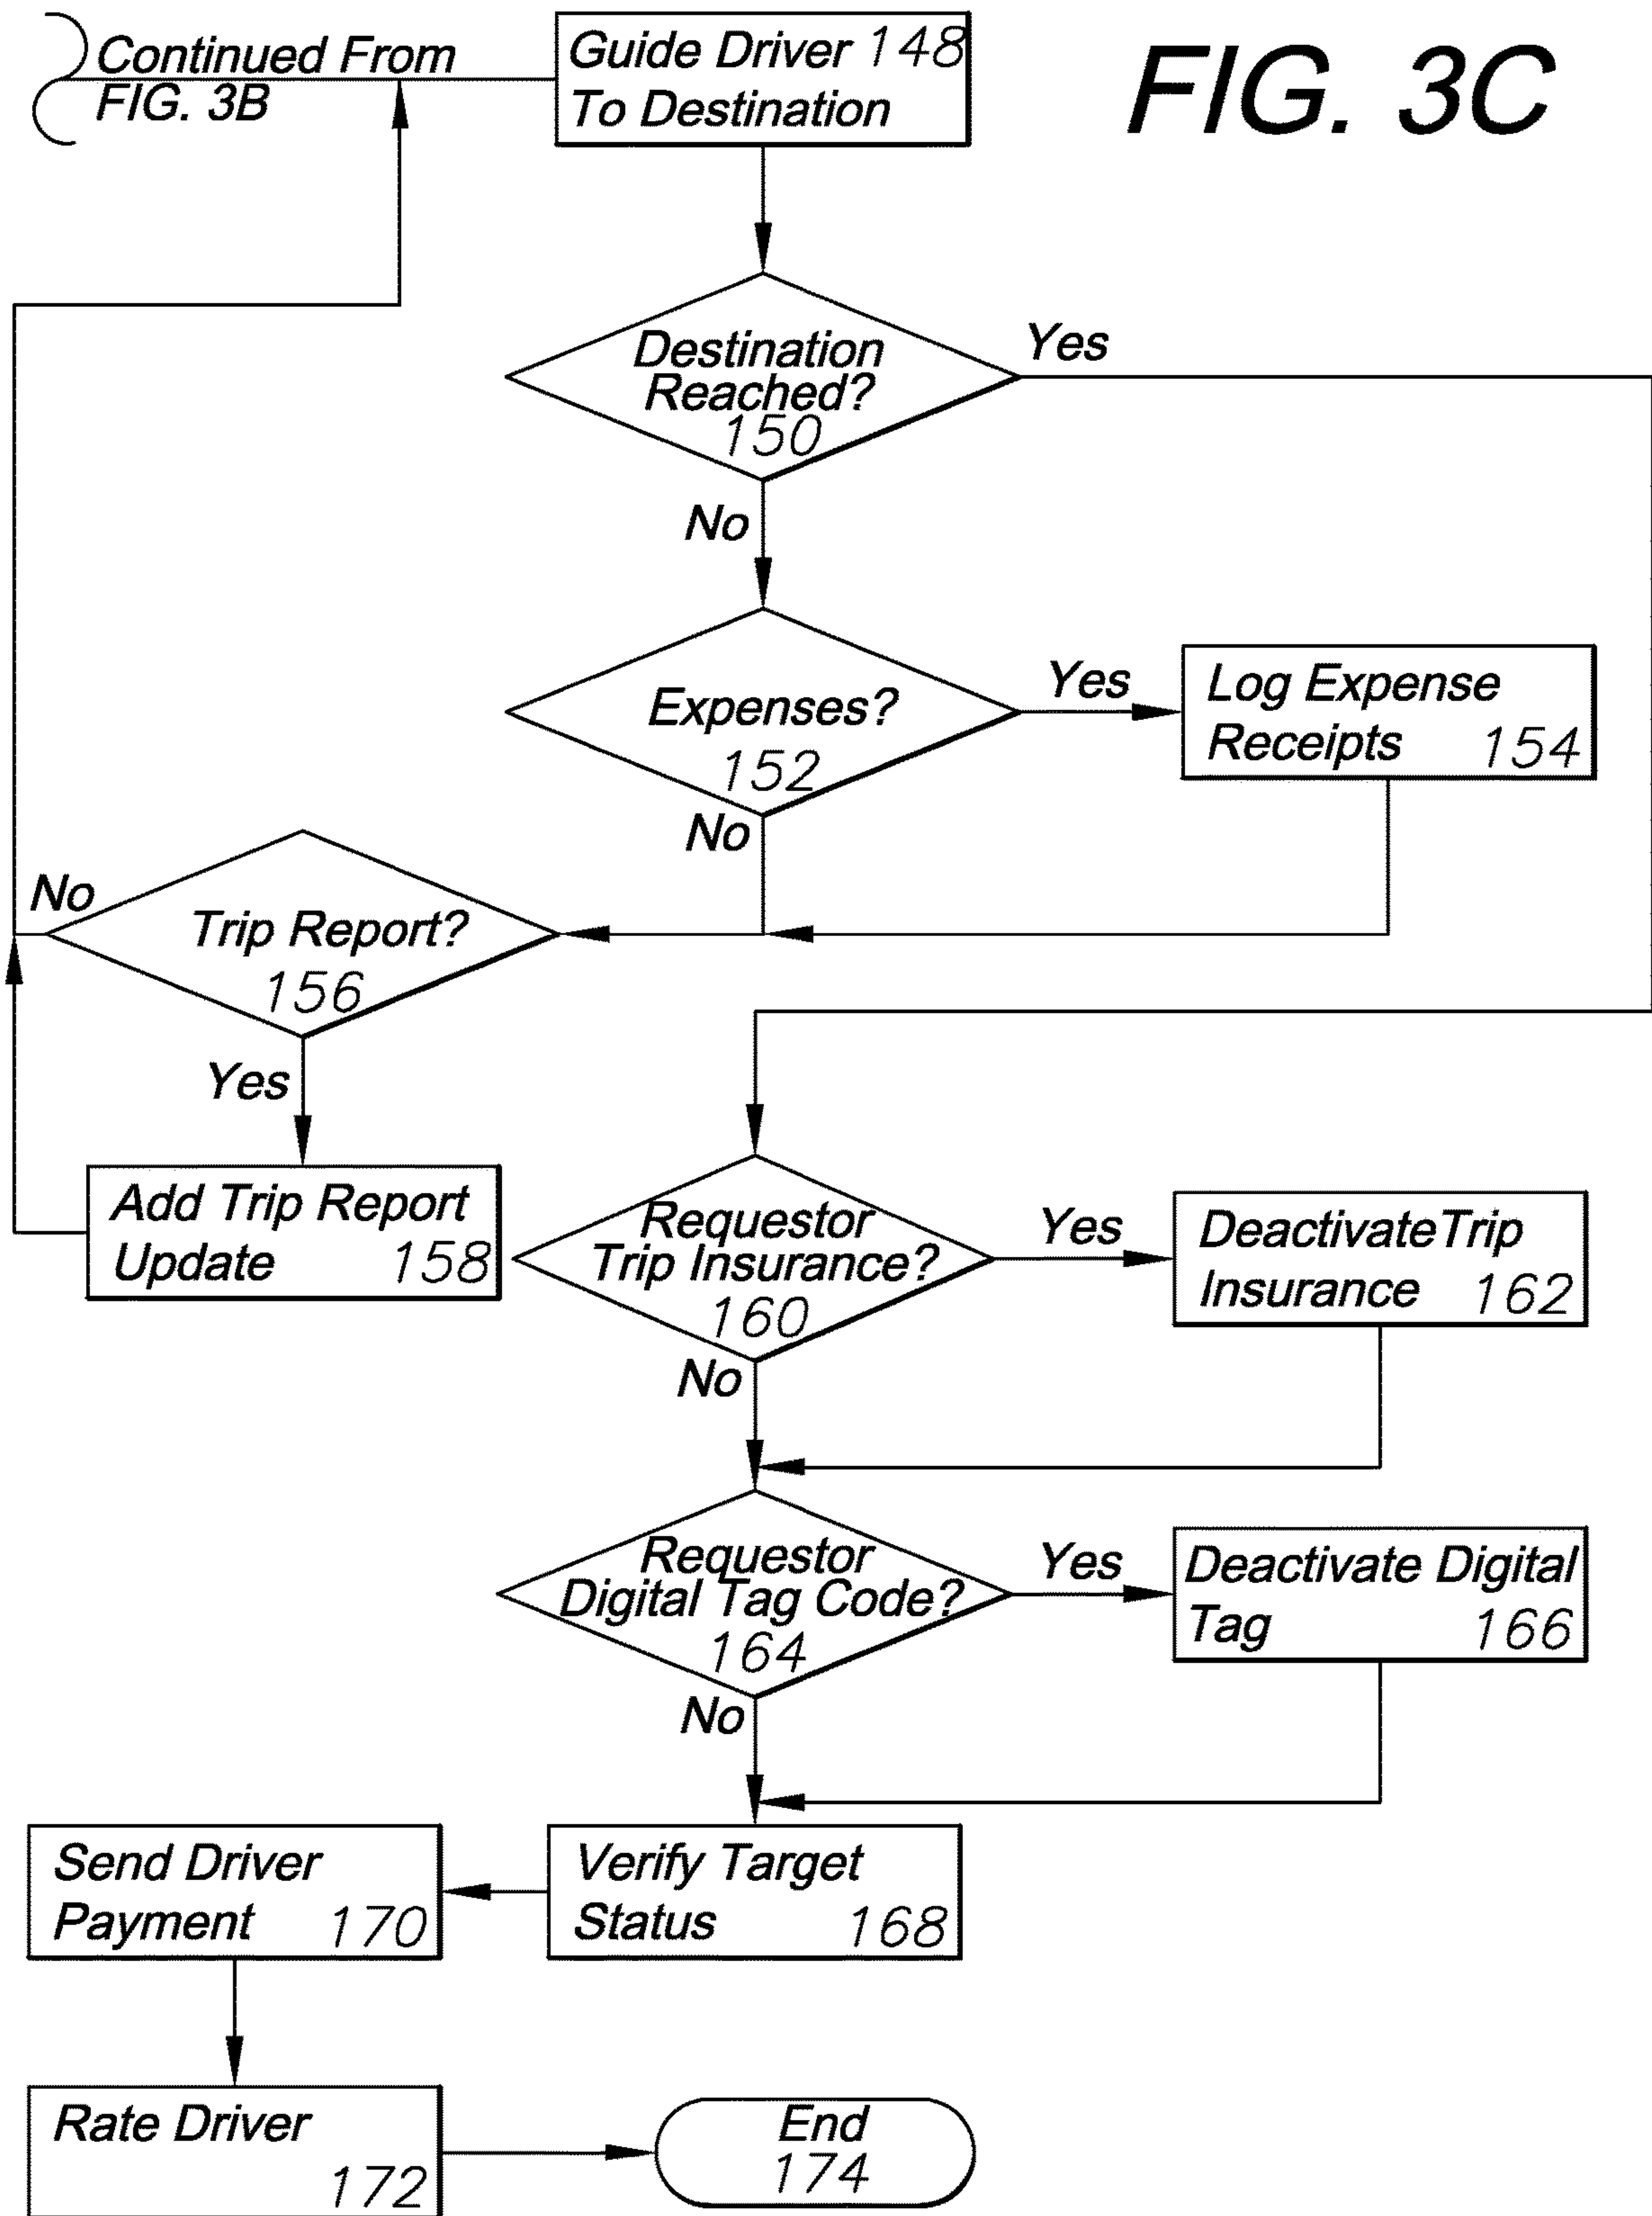 Continued From
FIG. 3B
Guide Driver 148
To Destination
FIG. 3C
Destination
Reached?
150
Yes
No
Expenses?
152
Yes
Log Expense
Receipts 154
No
Trip Report?
156
No
Yes
Add Trip Report
Update 158
Requestor
Trip Insurance?
160
Yes
DeactivateTrip
Insurance 162
No
Requestor
Digital Tag Code?
164
Yes
Deactivate Digital
Tag 166
No
Verify Target
Status 168
Send Driver
Payment 170
Rate Driver
172
End
174